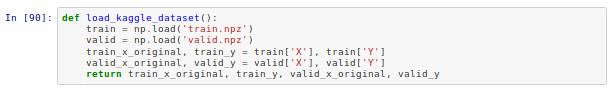 In [90]: def load_kaggle_dataset():
    train = np.load('train.npz')
    valid = np.load('valid.npz')
    train_x_original, train_y = train['X'], train['Y']
    valid_x_original, valid_y = valid['X'], valid['Y']
    return train_x_original, train_y, valid_x_original, valid_y